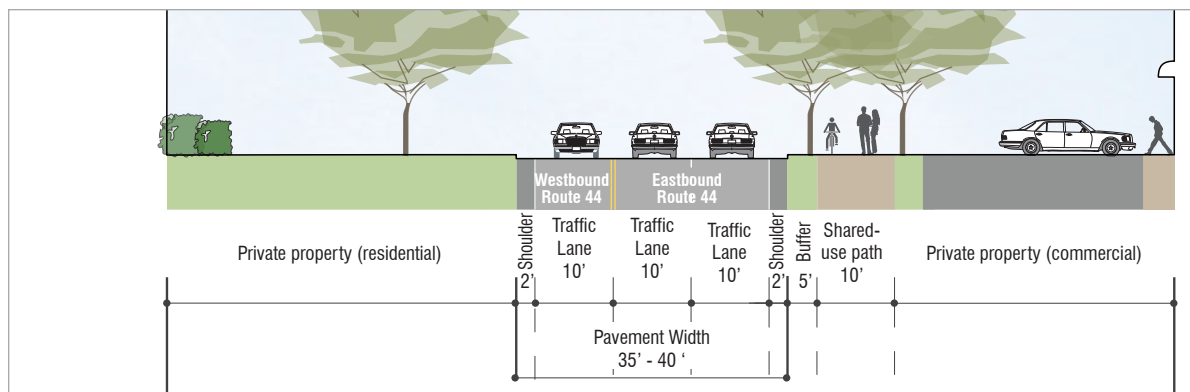 Westbound
Route 44
Eastbound
Route 44
Private property (residential)
2’ Shoulder
Traffic
Lane
10’
Traffic
Lane
10’
Traffic
Lane
10’
2’ Shoulder
Buffer
5’
Shared-
use path
10’
Private property (commercial)
Pavement Width
35’ - 40 ‘